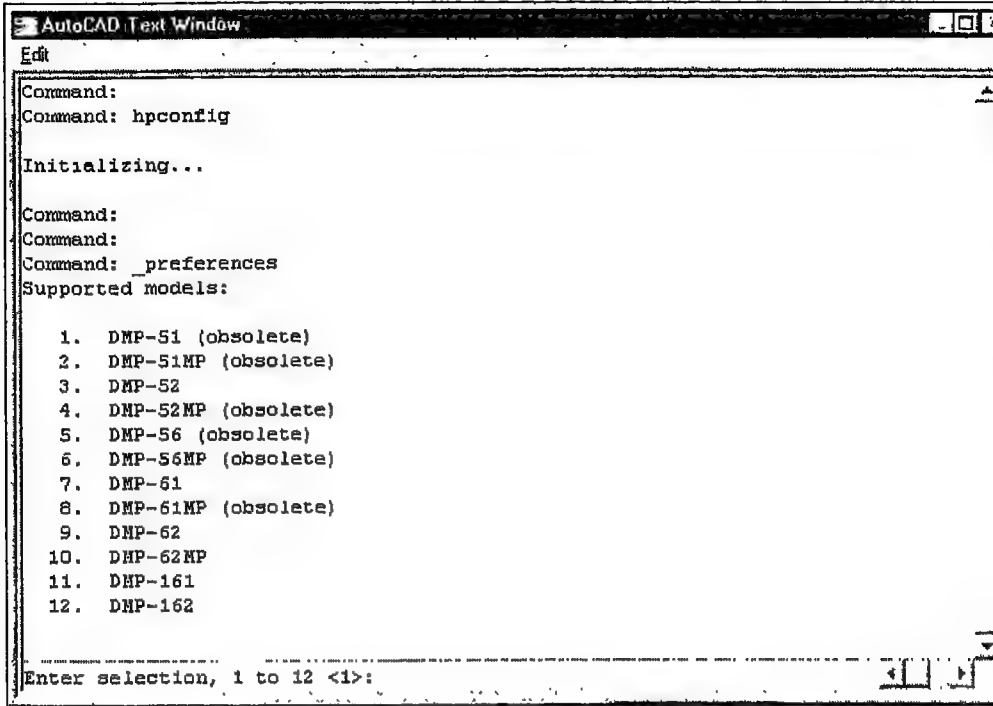 AutoCAD Text Window
Edit
Command:
Command: hpconfig
Initializing...
Command:
Command:
Command: _preferences
Supported models:
1. DMP-51 (obsolete)
2. DMP-51MP (obsolete)
3. DMP-52
4. DMP-52MP (obsolete)
5. DMP-56 (obsolete)
6. DMP-56MP (obsolete)
7. DMP-61
8. DMP-61MP (obsolete)
9. DMP-62
10. DMP-62MP
11. DMP-161
12. DMP-162
Enter selection, 1 to 12 <1>: